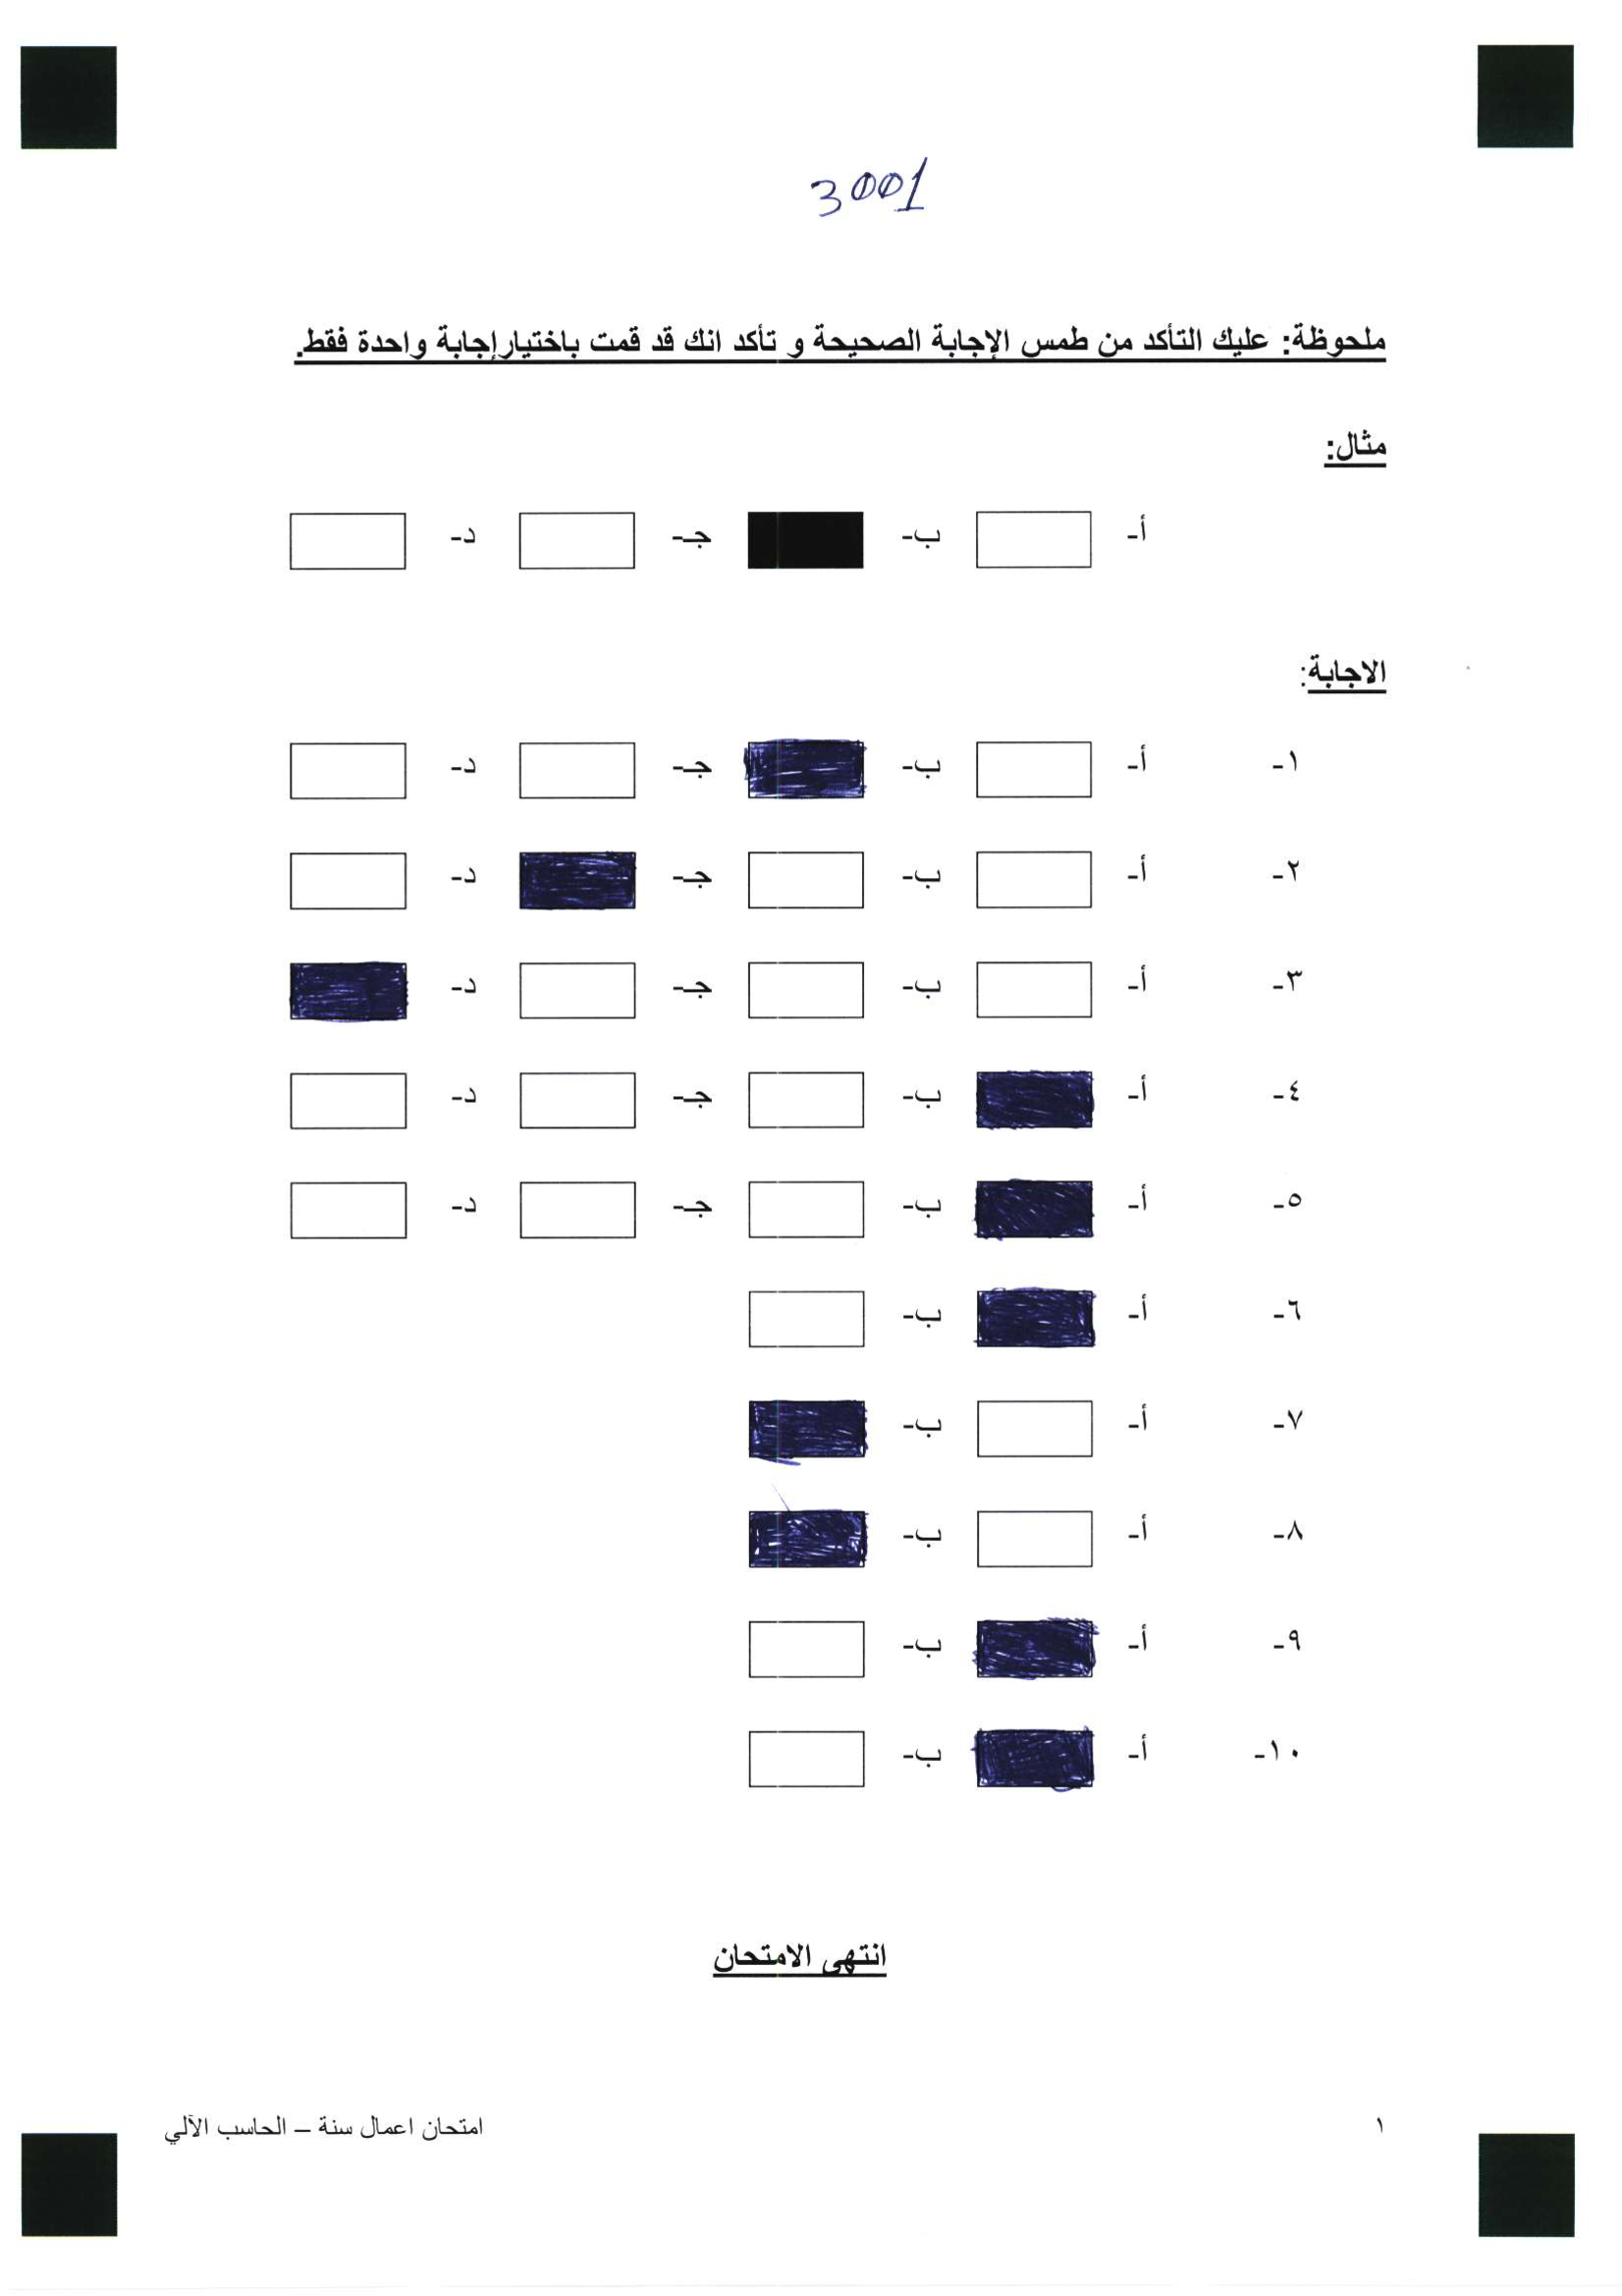 3001
ملحوظة: عليك التأكد من طمس الإجابة الصحيحة و تأكد انك قد قمت باختيارإجابة واحدة فقط.
مثال:
أ- ب- جـ- د-
الاجابة:
١- أ- ب- جـ- د-
٢- أ- ب- جـ- د-
٣- أ- ب- جـ- د-
٤- أ- ب- جـ- د-
٥- أ- ب- جـ- د-
٦- أ- ب-
٧- أ- ب-
٨- أ- ب-
٩- أ- ب-
١٠- أ- ب-
انتهى الامتحان
١ امتحان اعمال سنة – الحاسب الآلي